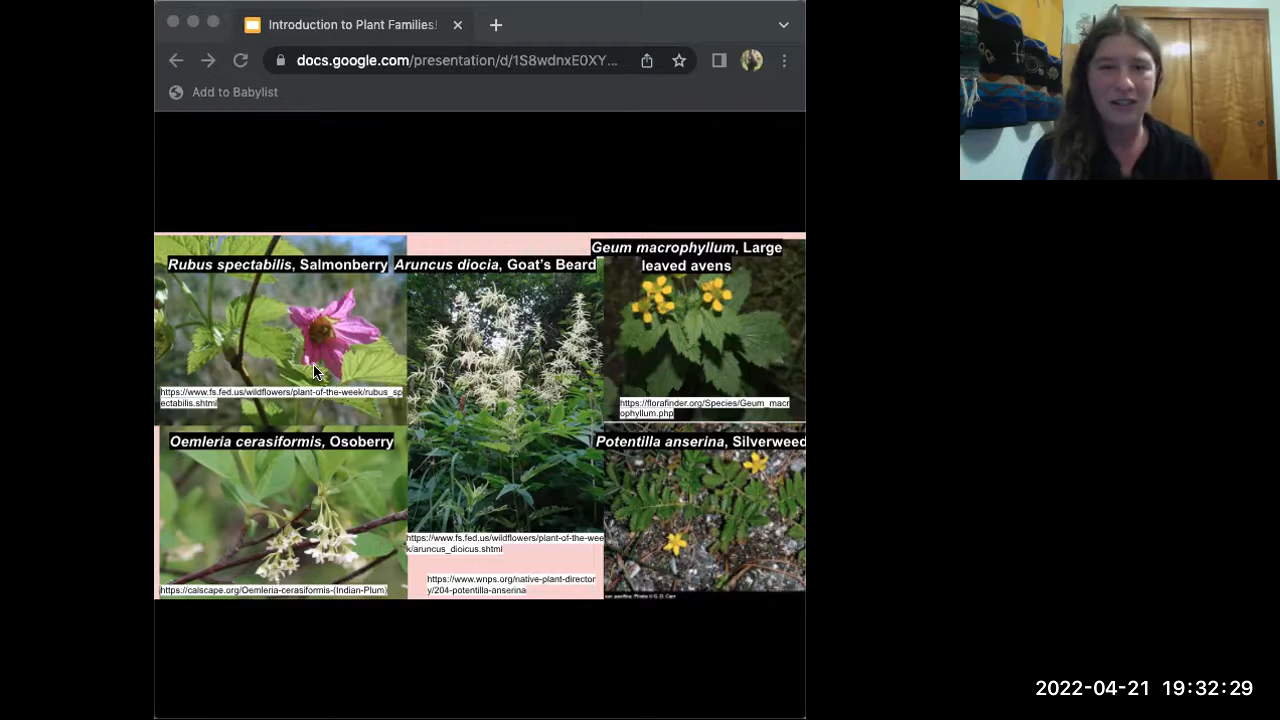 Introduction to Plant Families!
docs.google.com/presentation/d/1S8wdnxE0XY...
Add to Babylist
Rubus spectabilis, Salmonberry
https://www.fs.fed.us/wildflowers/plant-of-the-week/rubus_sp
ectabilis.shtml
Aruncus diocia, Goat's Beard
https://www.fs.fed.us/wildflowers/plant-of-the-wee
k/aruncus_dioicus.shtml
https://www.wnps.org/native-plant-director
y/204-potentilla-anserina
Geum macrophyllum, Large
leaved avens
https://florafinder.org/Species/Geum_macr
ophyllum.php
Oemleria cerasiformis, Osoberry
https://calscape.org/Oemleria-cerasiformis-(Indian-Plum)
Potentilla anserina, Silverweed
2022-04-21 19:32:29